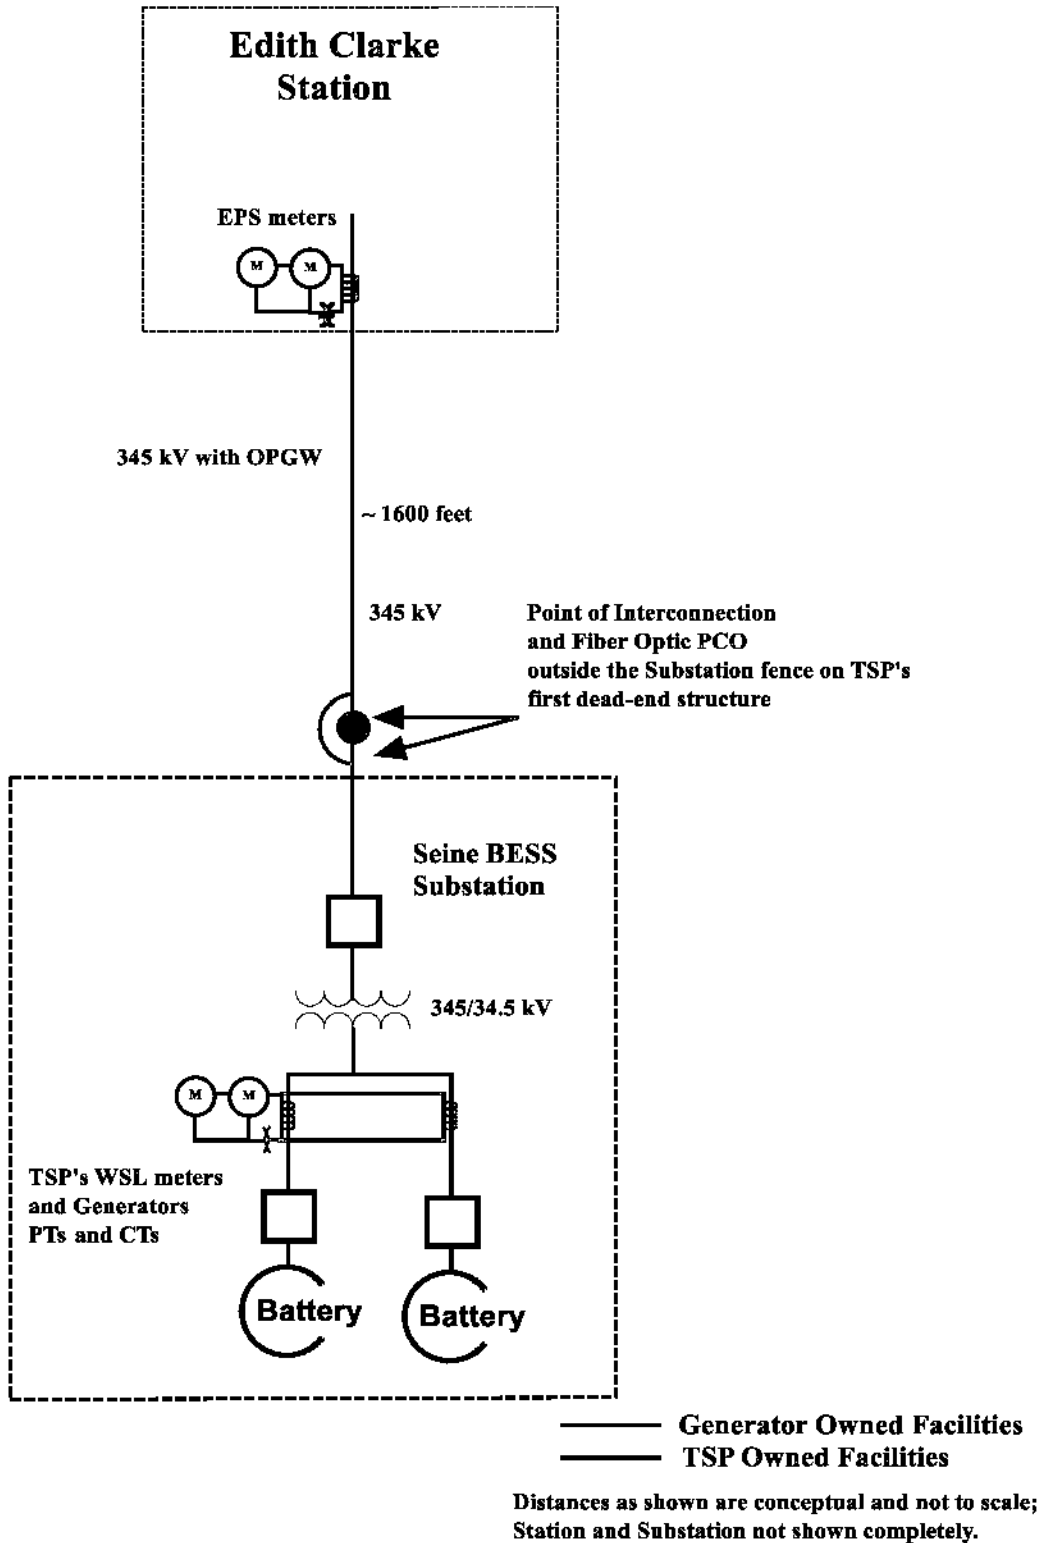 Edith Clarke
Station
EPS meters
M
M
345 kV with OPGW
~ 1600 feet
345 kV
Point of Interconnection
and Fiber Optic PCO
outside the Substation fence on TSP's
first dead-end structure
Seine BESS
Substation
345/34.5 kV
M
M
TSP's WSL meters
and Generators
PTs and CTs
Battery
Battery
Generator Owned Facilities
TSP Owned Facilities
Distances as shown are conceptual and not to scale;
Station and Substation not shown completely.